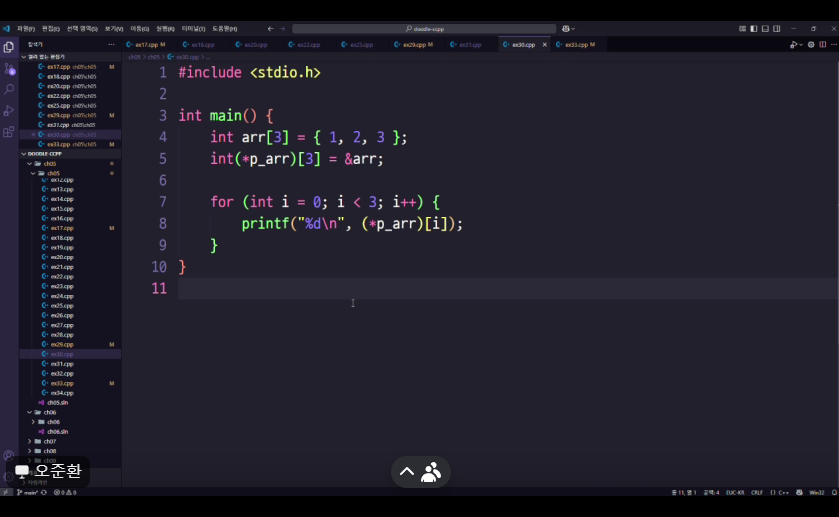 파일(F) 편집(E) 선택 영역(S) 보기(V) 이동(G) 실행(R) 터미널(T) 도움말(H)
doodle-ccpp
탐색기
ex17.cpp M ex18.cpp ex20.cpp ex22.cpp ex25.cpp ex29.cpp M ex31.cpp ex30.cpp ex33.cpp M
열려 있는 편집기
ch05 > ch05 > ex30.cpp > ...
ex17.cpp ch05\ch05 M
ex18.cpp ch05\ch05
ex20.cpp ch05\ch05
ex22.cpp ch05\ch05
ex25.cpp ch05\ch05
ex29.cpp ch05\ch05 M
ex31.cpp ch05\ch05
ex30.cpp ch05\ch05
ex33.cpp ch05\ch05 M
DOODLE-CCPP
ch05
ch05
ex12.cpp
ex13.cpp
ex14.cpp
ex15.cpp
ex16.cpp
ex17.cpp M
ex18.cpp
ex19.cpp
ex20.cpp
ex21.cpp
ex22.cpp
ex23.cpp
ex24.cpp
ex25.cpp
ex26.cpp
ex27.cpp
ex28.cpp
ex29.cpp M
ex30.cpp
ex31.cpp
ex32.cpp
ex33.cpp M
ex34.cpp
ch05.sln
ch06
ch06
ch06.sln
ch07
ch08
ch09
1 #include <stdio.h>
2
3 int main() {
4 int arr[3] = { 1, 2, 3 };
5 int(*p_arr)[3] = &arr;
6
7 for (int i = 0; i < 3; i++) {
8 printf("%d\n", (*p_arr)[i]);
9 }
10 }
11
오준환
main* 0 0 줄 11, 열 1 공백: 4 EUC-KR CRLF {} C++ Win32